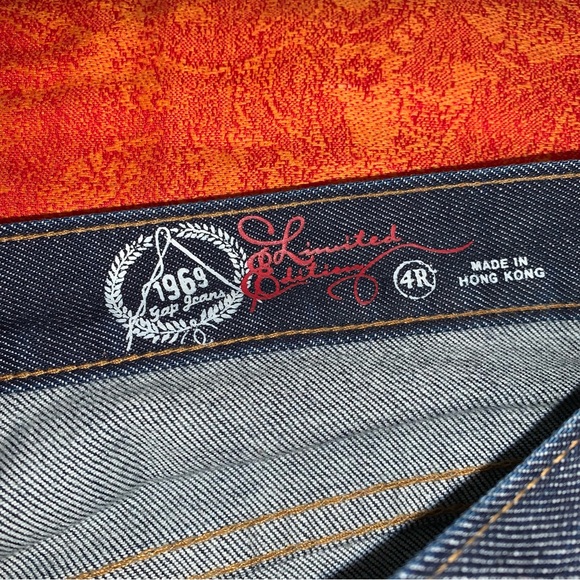 1969
Gap Jeans
Limited
Edition
4R
MADE IN
HONG KONG